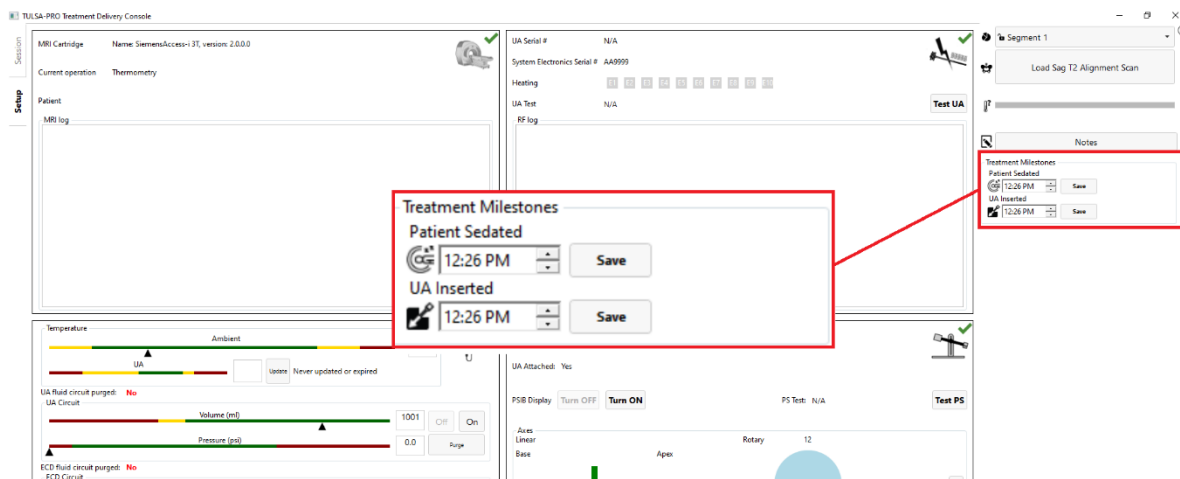 TULSA-PRO Treatment Delivery Console
Session
Setup
MRI Cartridge Name: SiemensAccess-i 3T, version: 2.0.0.0
Current operation Thermometry
Patient
MRI log
UA Serial # N/A
System Electronics Serial # AA9999
Heating E1 E2 E3 E4 E5 E6 E7 E8 E9 E10
UA Test N/A Test UA
RF log
Segment 1
Load Sag T2 Alignment Scan
Notes
Treatment Milestones
Patient Sedated
12:26 PM Save
UA Inserted
12:26 PM Save
Treatment Milestones
Patient Sedated
12:26 PM Save
UA Inserted
12:26 PM Save
Temperature
Ambient
UA
Update Never updated or expired
UA fluid circuit purged: No
UA Circuit
Volume (ml) 1001 Off On
Pressure (psi) 0.0 Purge
ECD fluid circuit purged: No
ECD Circuit
UA Attached: Yes
PSIB Display Turn OFF Turn ON PS Test: N/A Test PS
Axes
Linear Rotary 12
Base Apex